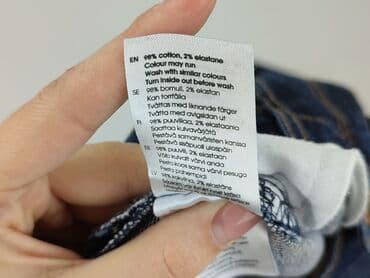 EN 98% cotton, 2% elastane
Colour may run
Wash with similar colours
Turn inside out before wash
SE 98% bomull, 2% elastan
Kan torrfälla
Tvättas med liknande färger
Tvätta med avigsidan ut
FI 98% puuvillaa, 2% elastaania
Saattaa kuivavärjätä
Pestävä samanväristen kanssa
Pestävä sisäpuoli ulospäin
98% puuvill, 2% elastaan
Võib kuivalt värvi anda
Pesta koos sama värvi pesuga
Pesta pahempidi
LV 98% kokvilna, 2% elastāns